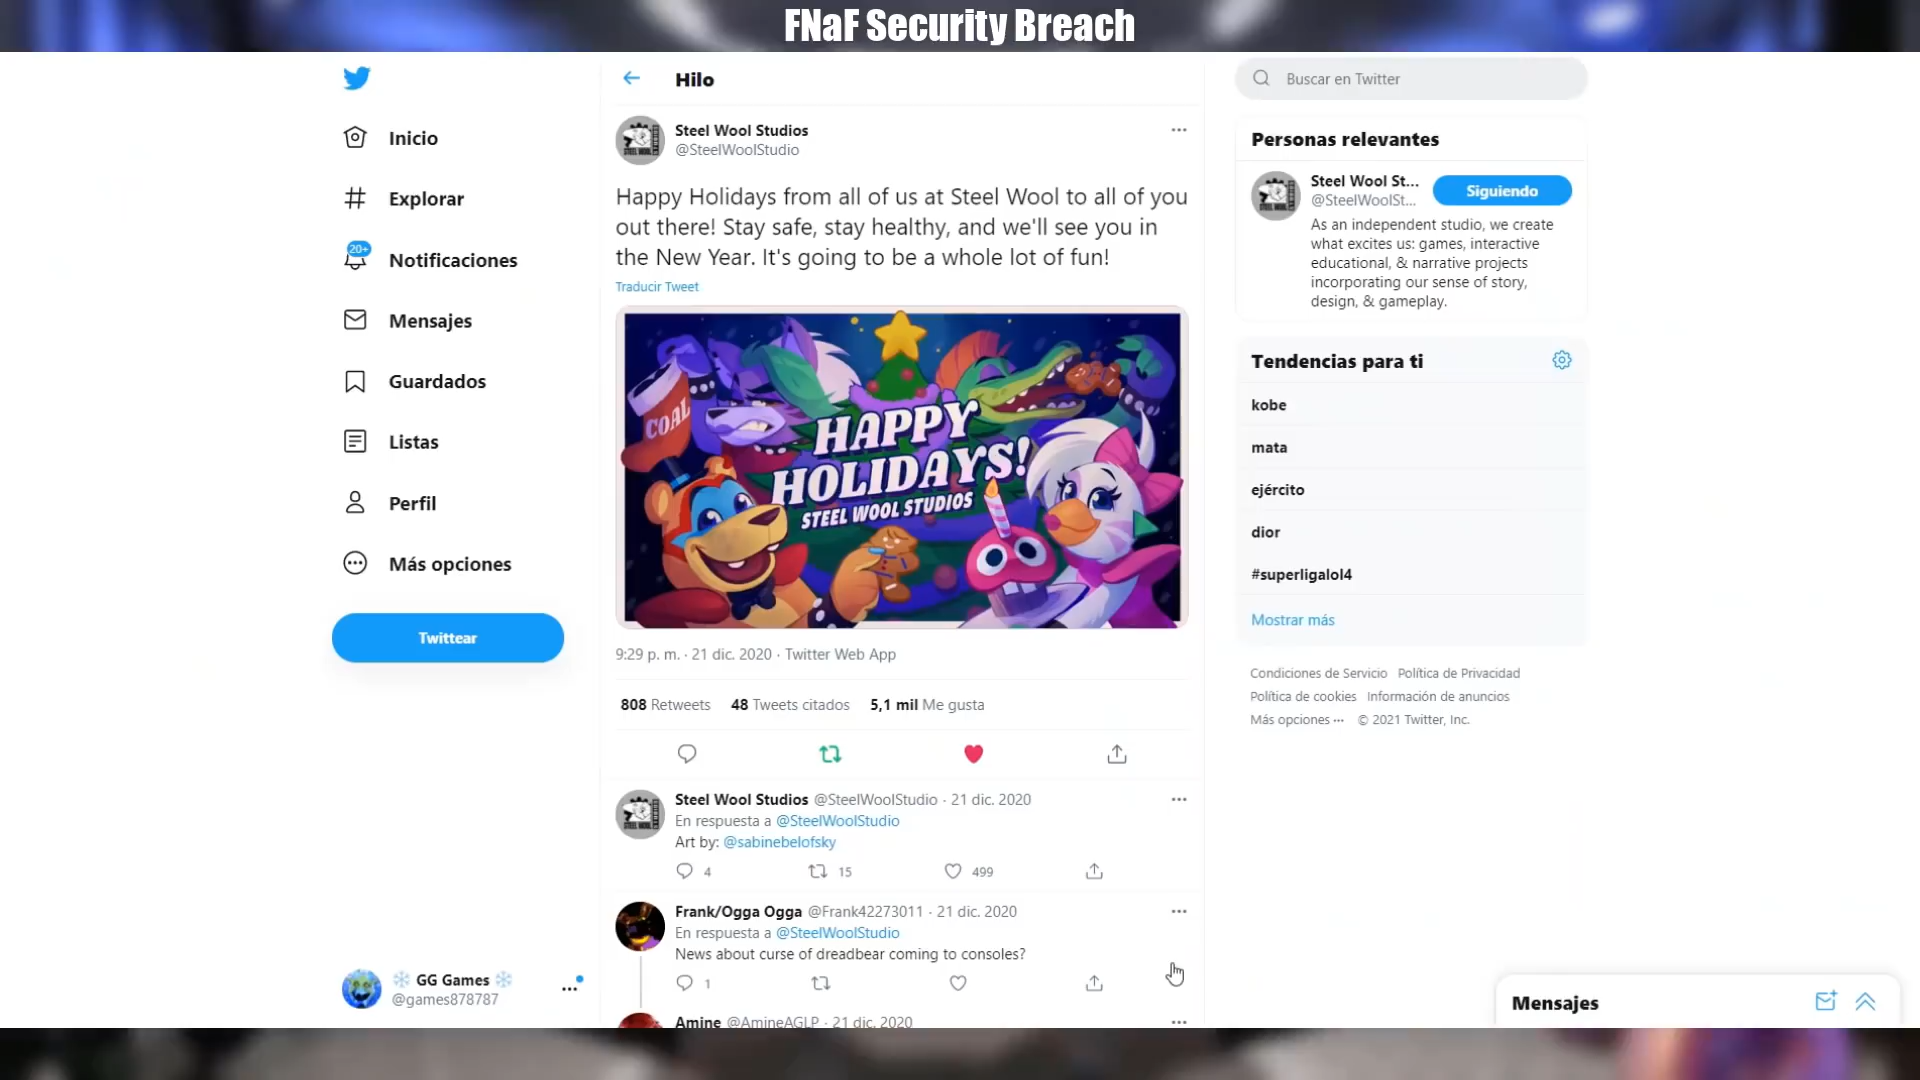 FNaF Security Breach
Inicio
Explorar
20+
Notificaciones
Mensajes
Guardados
Listas
Perfil
Más opciones
Twittear
GG Games
@games878787
Hilo
Steel Wool Studios
@SteelWoolStudio
Happy Holidays from all of us at Steel Wool to all of you
out there! Stay safe, stay healthy, and we'll see you in
the New Year. It's going to be a whole lot of fun!
Traducir Tweet
COAL
HAPPY
HOLIDAYS!
STEEL WOOL STUDIOS
9:29 p. m. · 21 dic. 2020 · Twitter Web App
808 Retweets 48 Tweets citados 5,1 mil Me gusta
Steel Wool Studios @SteelWoolStudio · 21 dic. 2020
En respuesta a @SteelWoolStudio
Art by: @sabinebelofsky
4 15 499
Frank/Ogga Ogga @Frank42273011 · 21 dic. 2020
En respuesta a @SteelWoolStudio
News about curse of dreadbear coming to consoles?
1
Amine @AmineAGLP · 21 dic. 2020
Buscar en Twitter
Personas relevantes
Steel Wool St...
@SteelWoolSt...
Siguiendo
As an independent studio, we create
what excites us: games, interactive
educational, & narrative projects
incorporating our sense of story,
design, & gameplay.
Tendencias para ti
kobe
mata
ejército
dior
#superligalol4
Mostrar más
Condiciones de Servicio Política de Privacidad
Política de cookies Información de anuncios
Más opciones ··· © 2021 Twitter, Inc.
Mensajes